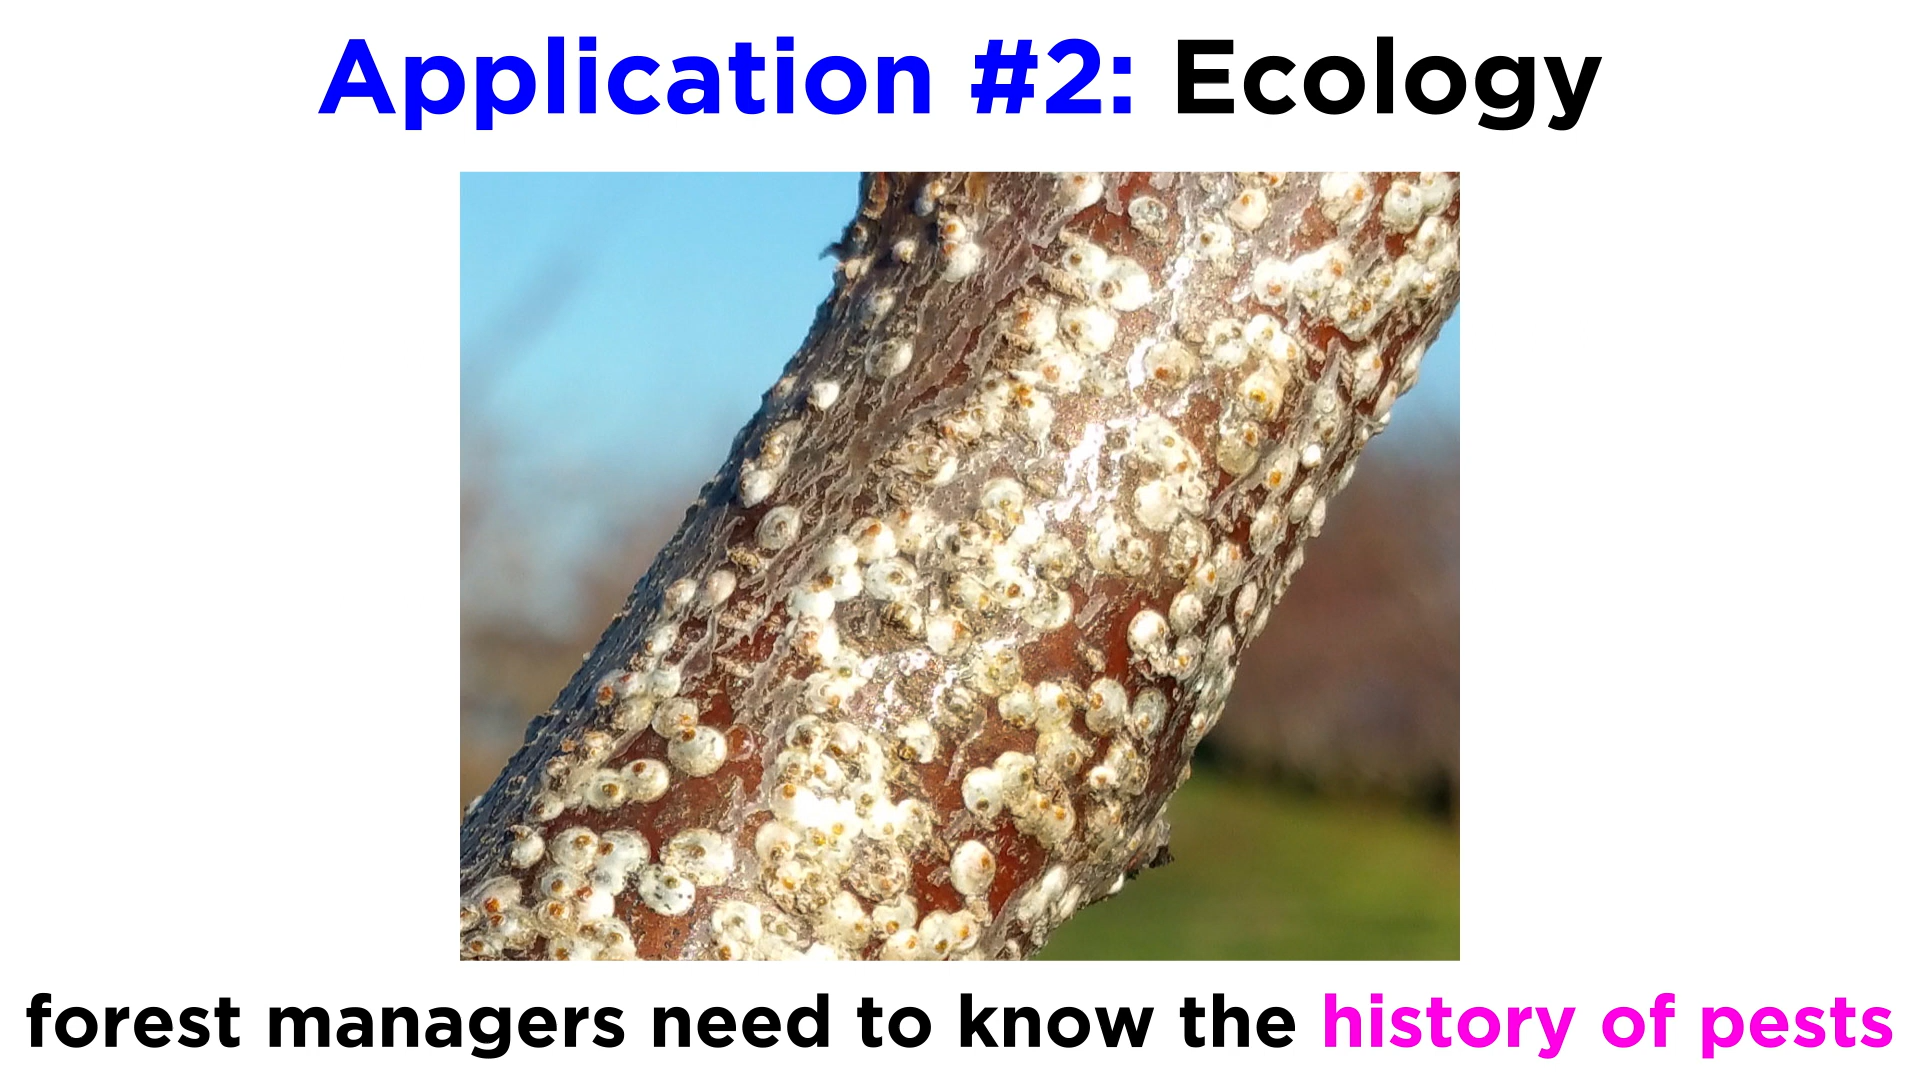 Application #2: Ecology
forest managers need to know the history of pests